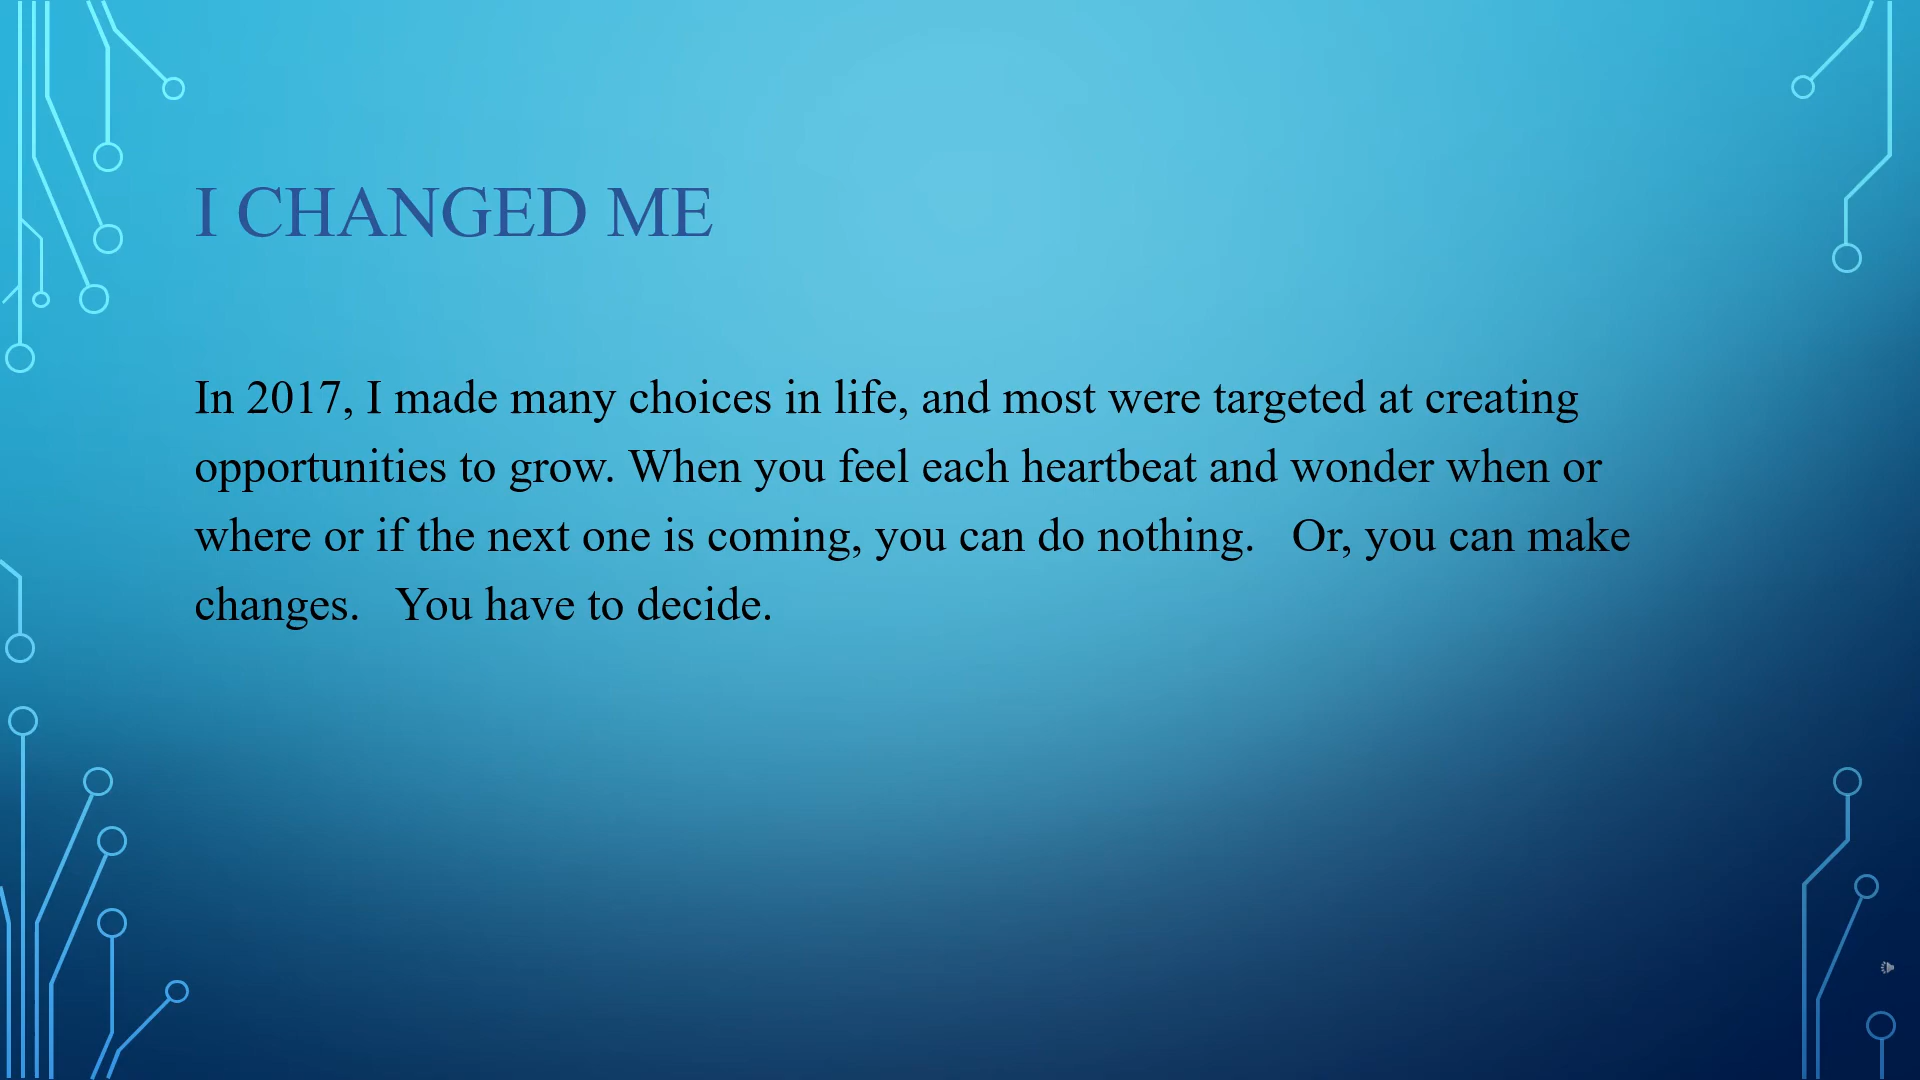 I CHANGED ME
In 2017, I made many choices in life, and most were targeted at creating
opportunities to grow. When you feel each heartbeat and wonder when or
where or if the next one is coming, you can do nothing.   Or, you can make
changes.   You have to decide.